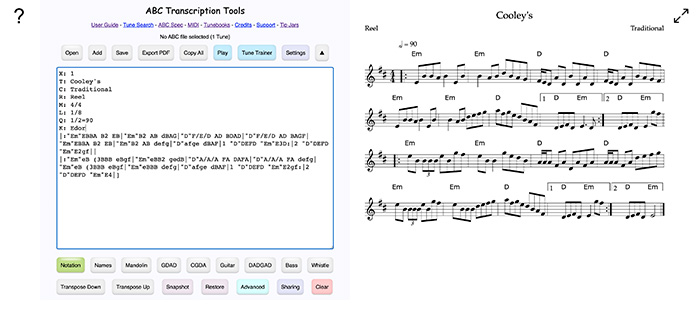 ?
ABC Transcription Tools
User Guide - Tune Search - ABC Spec - MIDI - Tunebooks - Credits - Support - Tip Jars
No ABC file selected (1 Tune)
Open Add Save Export PDF Copy All Play Tune Trainer Settings ▲
X: 1
T: Cooley's
C: Traditional
R: Reel
M: 4/4
L: 1/8
Q: 1/2=90
K: Edor
|:"Em"EBBA B2 EB|"Em"B2 AB dBAG|"D"F/E/D AD BDAD|"D"F/E/D AD BAGF|
"Em"EBBA B2 EB|"Em"B2 AB defg|"D"afge dBAF|1 "D"DEFD "Em"E3D:|2 "D"DEFD
"Em"E2gf||
|:"Em"eB (3BBB eBgf|"Em"eBB2 gedB|"D"A/A/A FA DAFA|"D"A/A/A FA defg|
"Em"eB (3BBB eBgf|"Em"eBBB defg|"D"afge dBAF|1 "D"DEFD "Em"E2gf:|2
"D"DEFD "Em"E4|]
Notation Names Mandolin GDAD CGDA Guitar DADGAD Bass Whistle
Transpose Down Transpose Up Snapshot Restore Advanced Sharing Clear
Cooley's
Reel Traditional
= 90
Em Em D D
Em Em D 1 D Em 2 D Em
Em Em D D
Em Em D 1 D Em 2 D Em